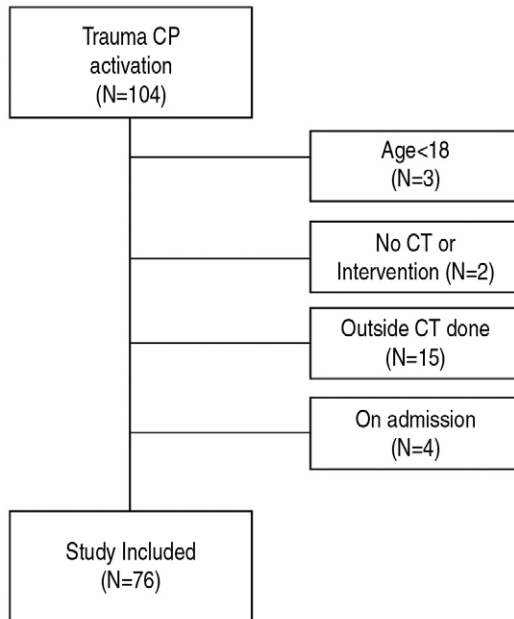 Trauma CP
activation
(N=104)
Age<18
(N=3)
No CT or
Intervention (N=2)
Outside CT done
(N=15)
On admission
(N=4)
Study Included
(N=76)